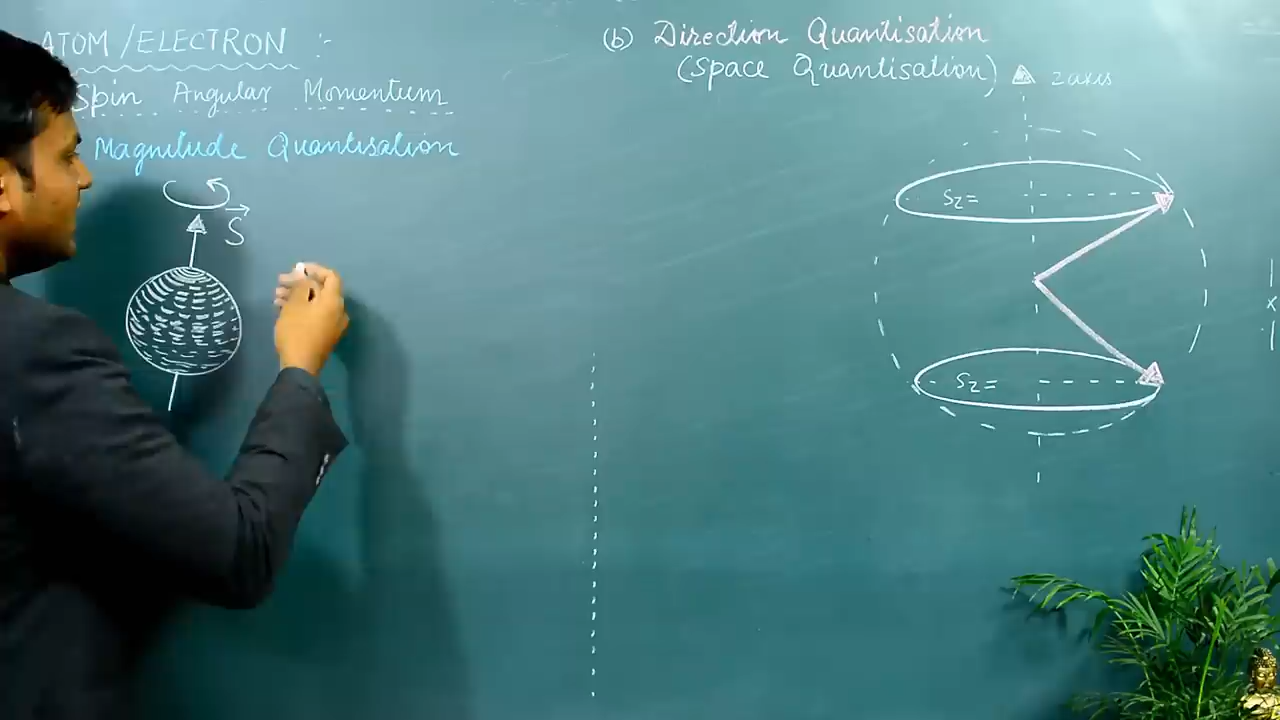 ATOM/ELECTRON :-
Spin Angular Momentum
Magnitude Quantisation
S
(b) Direction Quantisation
(Space Quantisation)
z axis
Sz=
Sz=